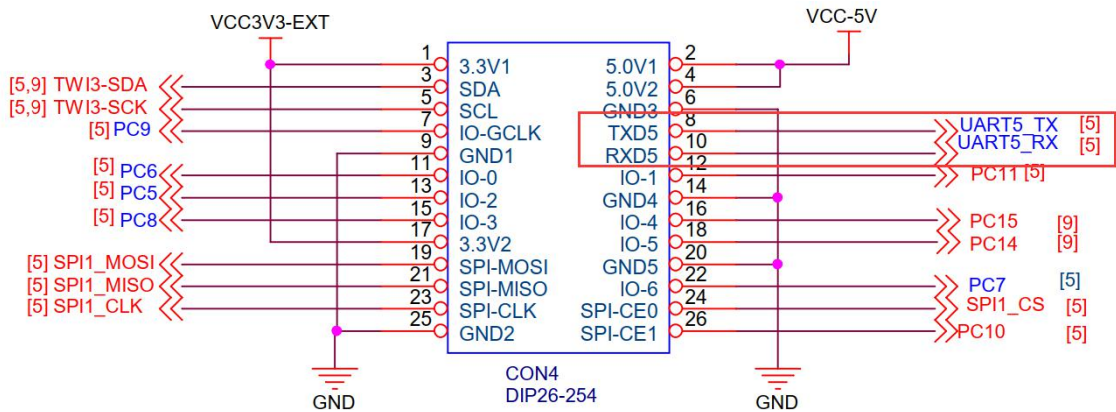 VCC3V3-EXT VCC-5V
1 3.3V1 5.0V1 2
[5,9] TWI3-SDA 3 SDA 5.0V2 4
[5,9] TWI3-SCK 5 SCL GND3 6
[5] PC9 7 IO-GCLK TXD5 8 UART5_TX [5]
9 GND1 RXD5 10 UART5_RX [5]
[5] PC6 11 IO-0 IO-1 12 PC11 [5]
[5] PC5 13 IO-2 GND4 14
[5] PC8 15 IO-3 IO-4 16 PC15 [9]
17 3.3V2 IO-5 18 PC14 [9]
[5] SPI1_MOSI 19 SPI-MOSI GND5 20
[5] SPI1_MISO 21 SPI-MISO IO-6 22 PC7 [5]
[5] SPI1_CLK 23 SPI-CLK SPI-CE0 24 SPI1_CS [5]
25 GND2 SPI-CE1 26 PC10 [5]
CON4
DIP26-254
GND GND